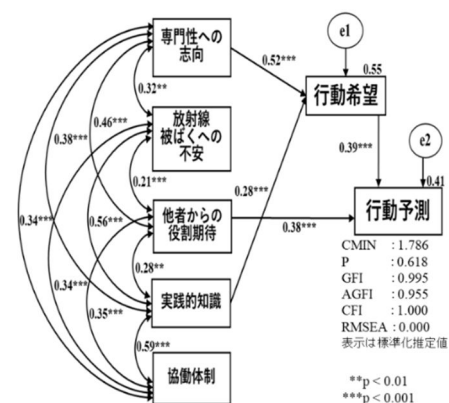 専門性への
志向
放射線
被ばくへの
不安
他者からの
役割期待
実践的知識
協働体制
e1
0.55
行動希望
e2
0.41
行動予測
0.52***
0.32**
0.46***
0.38***
0.21***
0.28***
0.39***
0.34***
0.56***
0.38***
0.28**
0.34***
0.35***
0.59***
CMIN : 1.786
P : 0.618
GFI : 0.995
AGFI : 0.955
CFI : 1.000
RMSEA : 0.000
表示は標準化推定値
**p < 0.01
***p < 0.001